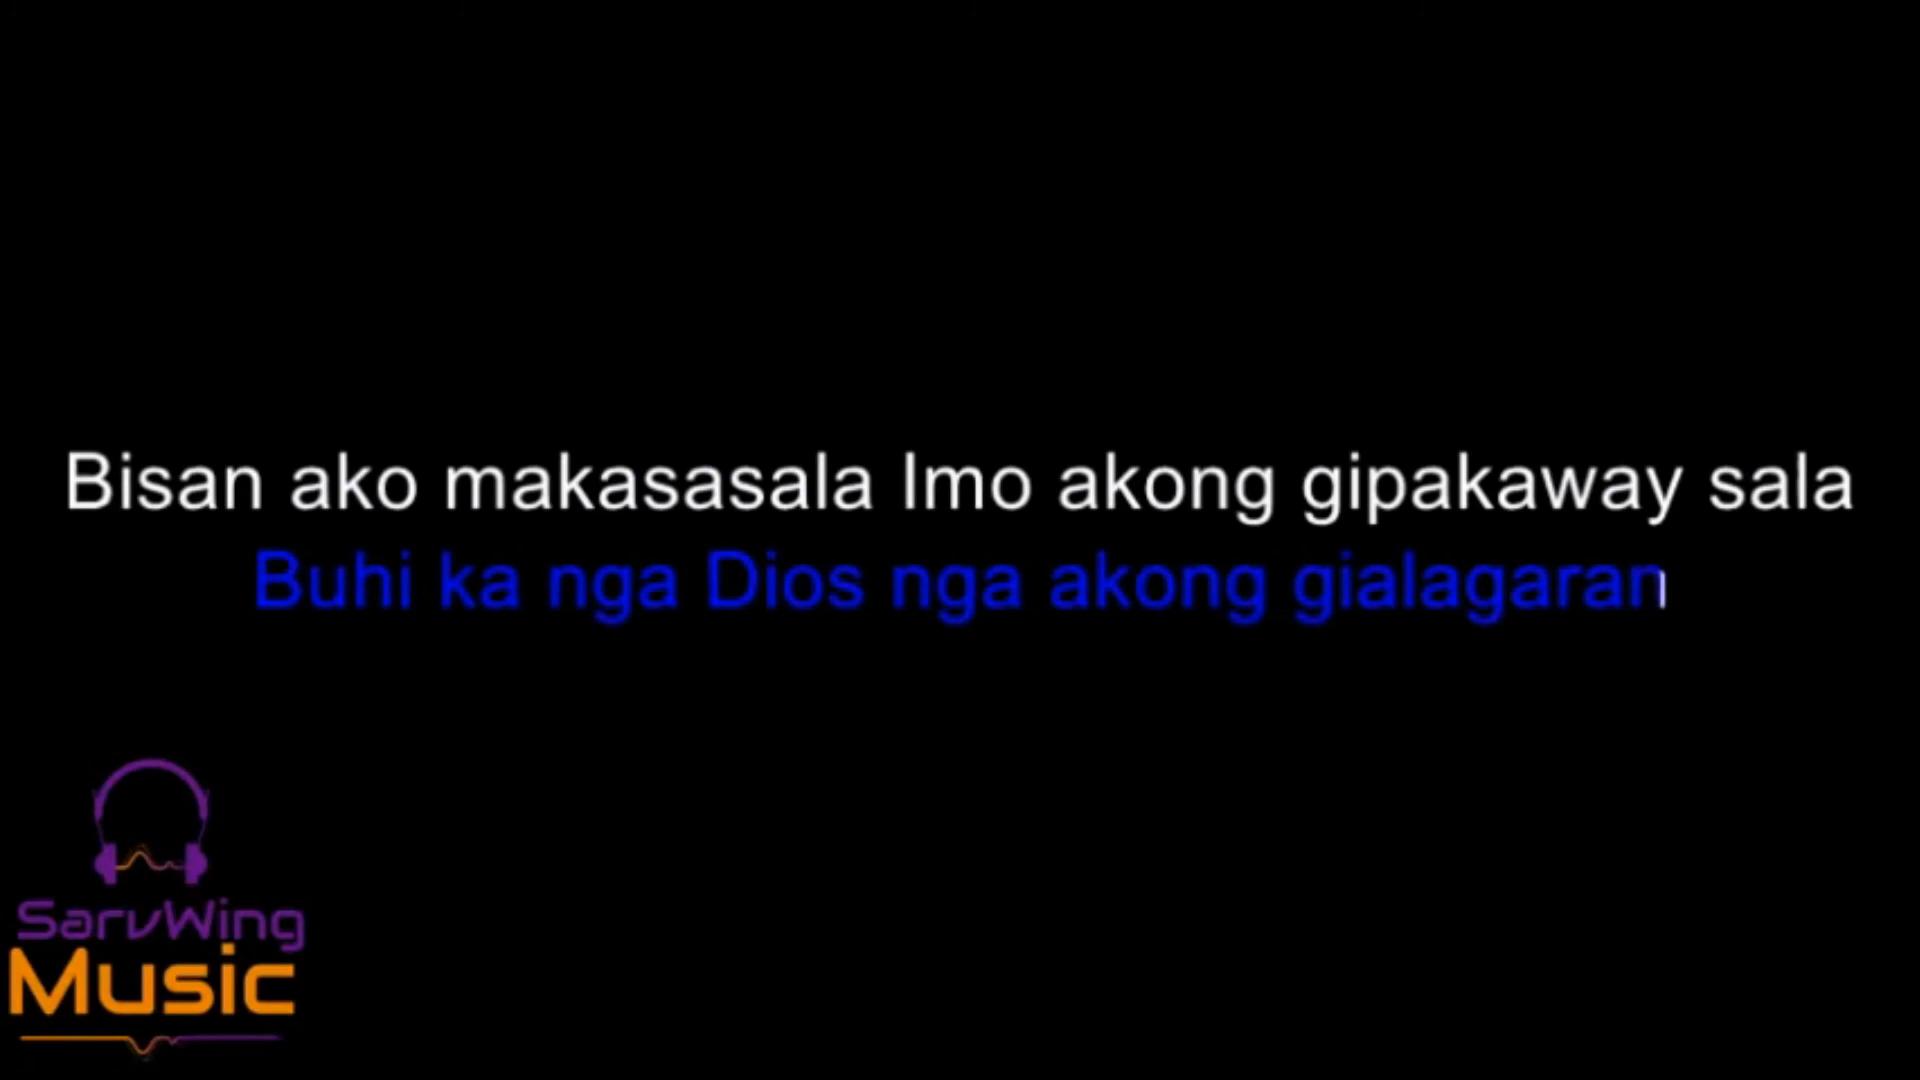 Bisan ako makasasala Imo akong gipakaway sala
Buhi ka nga Dios nga akong gialagaran
SarvWing
Music